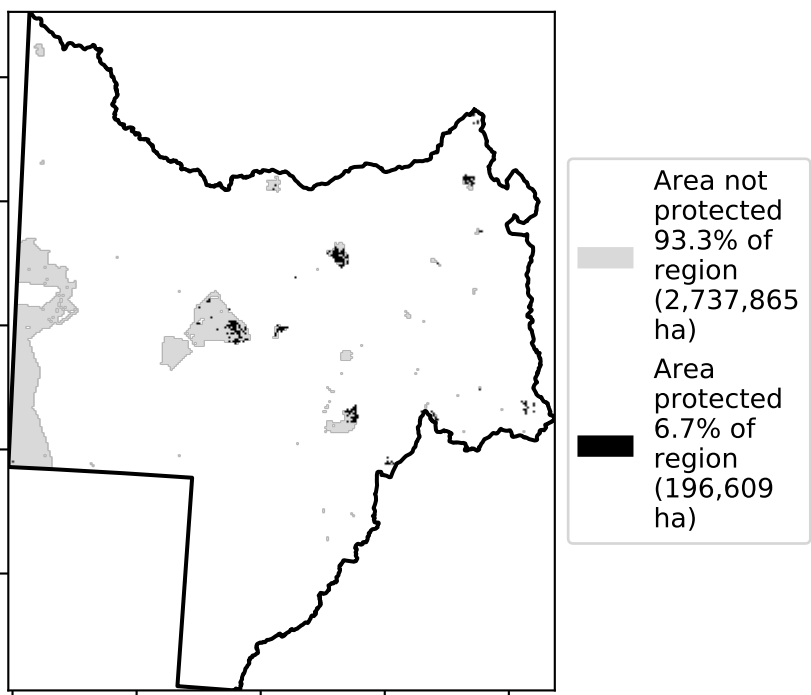 Area not
protected
93.3% of
region
(2,737,865
ha)
Area
protected
6.7% of
region
(196,609
ha)